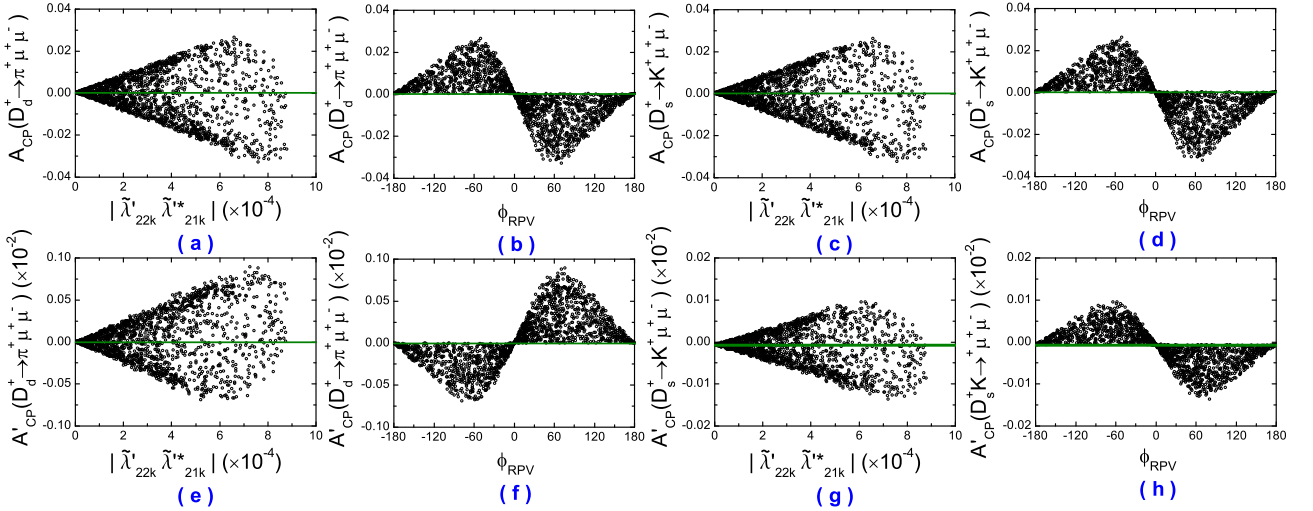 A_CP(D_d^+→π^+μ^+μ^-)
0.04
0.02
0.00
-0.02
-0.04
0 2 4 6 8 10
| λ̃'_22k λ̃'*_21k | (×10^-4)
( a )
A_CP(D_d^+→π^+μ^+μ^-)
0.04
0.02
0.00
-0.02
-0.04
-180 -120 -60 0 60 120 180
ϕ_RPV
( b )
A_CP(D_s^+→K^+μ^+μ^-)
0.04
0.02
0.00
-0.02
-0.04
0 2 4 6 8 10
| λ̃'_22k λ̃'*_21k | (×10^-4)
( c )
A_CP(D_s^+→K^+μ^+μ^-)
0.04
0.02
0.00
-0.02
-0.04
-180 -120 -60 0 60 120 180
ϕ_RPV
( d )
A'_CP(D_d^+→π^+μ^+μ^-) (×10^-2)
0.10
0.05
0.00
-0.05
-0.10
0 2 4 6 8 10
| λ̃'_22k λ̃'*_21k | (×10^-4)
( e )
A'_CP(D_d^+→π^+μ^+μ^-) (×10^-2)
0.10
0.05
0.00
-0.05
-0.10
-180 -120 -60 0 60 120 180
ϕ_RPV
( f )
A'_CP(D_s^+→K^+μ^+μ^-) (×10^-2)
0.02
0.01
0.00
-0.01
-0.02
0 2 4 6 8 10
| λ̃'_22k λ̃'*_21k | (×10^-4)
( g )
A'_CP(D_s^+K→^+μ^+μ^-) (×10^-2)
0.02
0.01
0.00
-0.01
-0.02
-180 -120 -60 0 60 120 180
ϕ_RPV
( h )